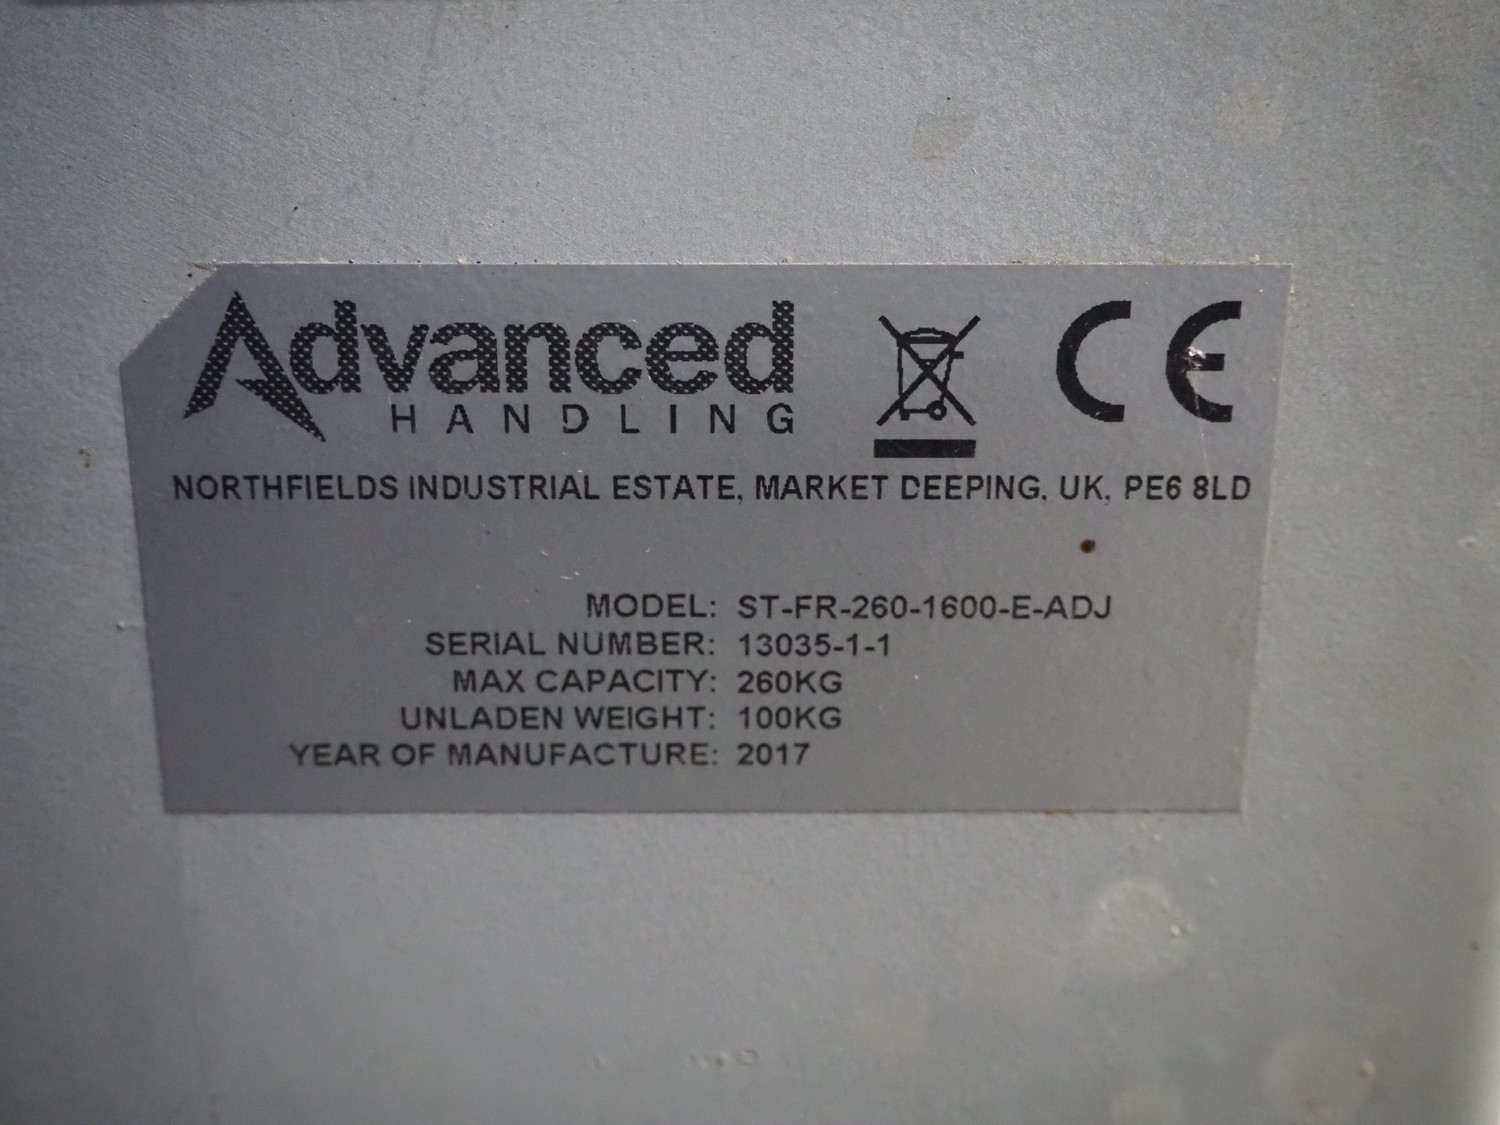 Advanced
HANDLING
CE
NORTHFIELDS INDUSTRIAL ESTATE, MARKET DEEPING, UK, PE6 8LD
MODEL: ST-FR-260-1600-E-ADJ
SERIAL NUMBER: 13035-1-1
MAX CAPACITY: 260KG
UNLADEN WEIGHT: 100KG
YEAR OF MANUFACTURE: 2017